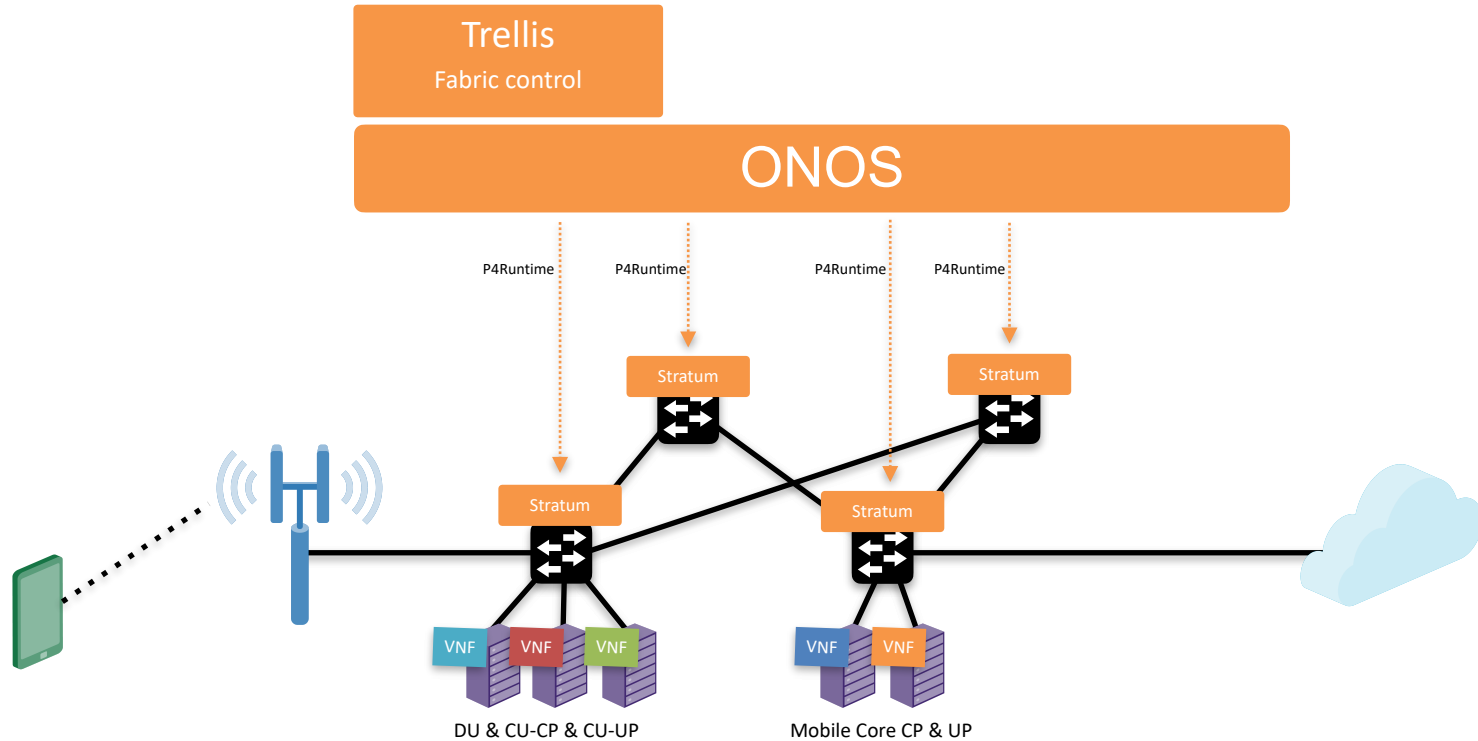 Trellis
Fabric control
ONOS
P4Runtime
P4Runtime
P4Runtime
P4Runtime
Stratum
Stratum
Stratum
Stratum
VNF
VNF
VNF
VNF
VNF
DU & CU-CP & CU-UP
Mobile Core CP & UP